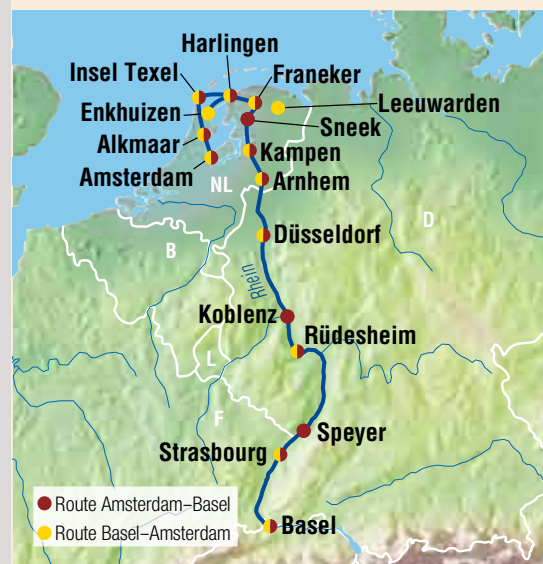 Harlingen
Insel Texel
Franeker
Enkhuizen
Leeuwarden
Sneek
Alkmaar
Kampen
Amsterdam
NL
Arnhem
D
B
Düsseldorf
Rhein
Koblenz
Rüdesheim
L
F
Speyer
Strasbourg
Route Amsterdam–Basel
Basel
Route Basel–Amsterdam